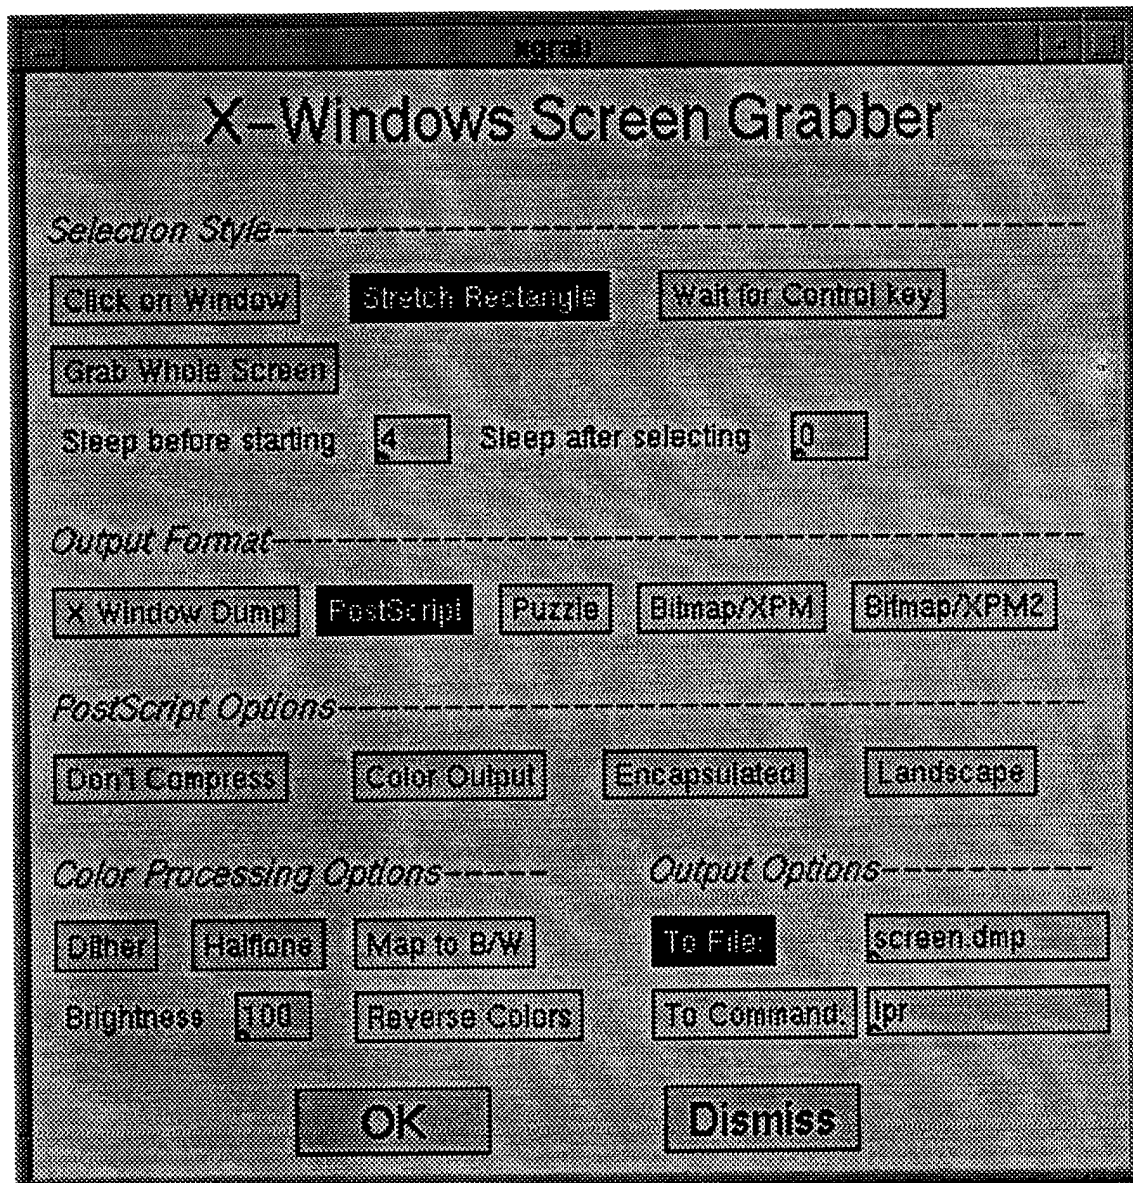 xgrab
X-Windows Screen Grabber
Selection Style
Click on Window Stretch Rectangle Wait for Control key
Grab Whole Screen
Sleep before starting 4 Sleep after selecting 0
Output Format
X Window Dump PostScript Puzzle Bitmap/XPM Bitmap/XPM2
PostScript Options
Don't Compress Color Output Encapsulated Landscape
Color Processing Options Output Options
Dither Halftone Map to B/W To File: screen.dmp
Brightness 100 Reverse Colors To Command: lpr
OK Dismiss